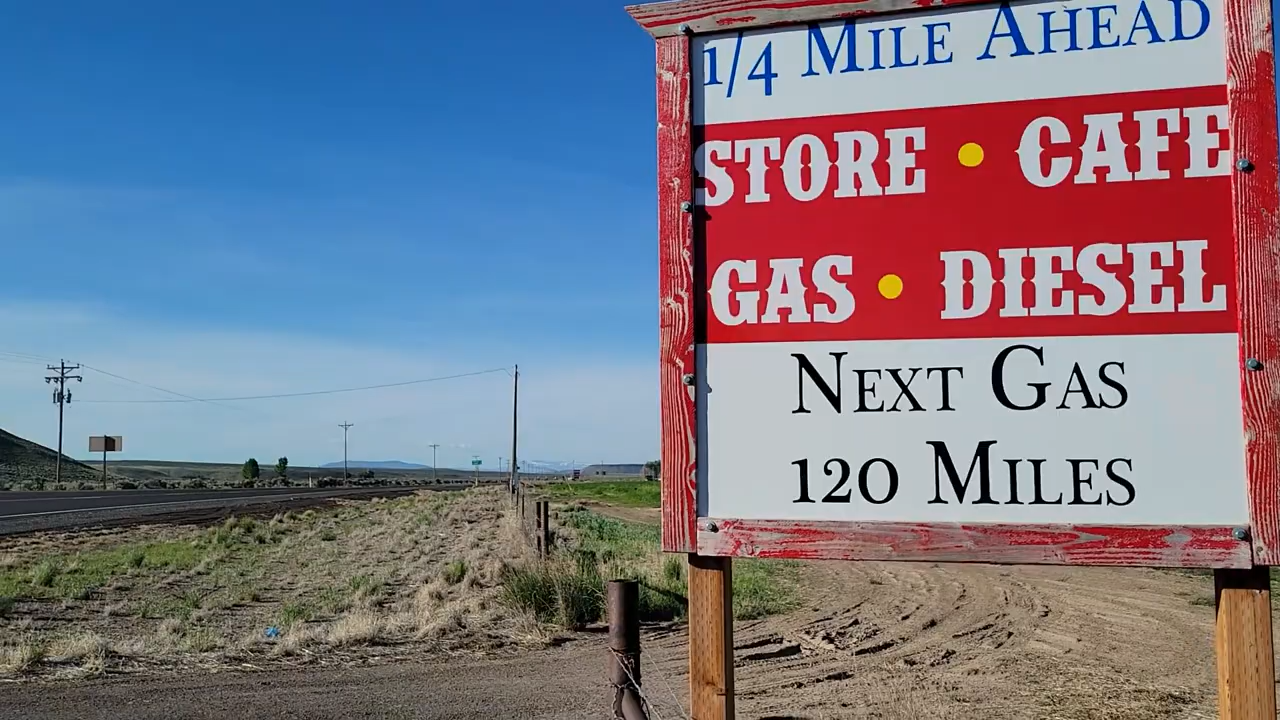 1/4 Mile Ahead
STORE • CAFE
GAS • DIESEL
Next Gas
120 Miles